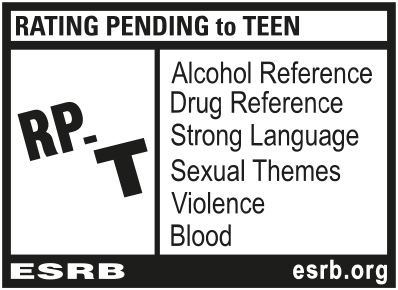 RATING PENDING to TEEN
RP-
T
Alcohol Reference
Drug Reference
Strong Language
Sexual Themes
Violence
Blood
ESRB
esrb.org